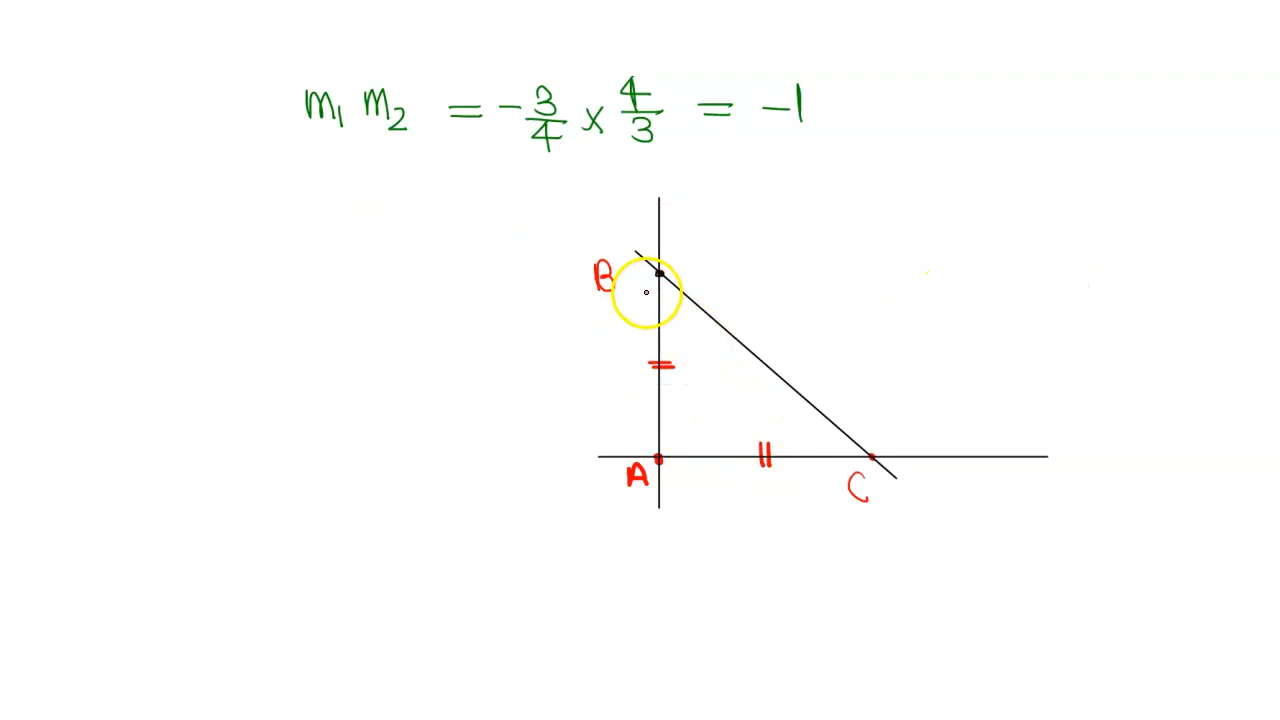 m₁ m₂ = -3/4 × 4/3 = -1
B
A
C